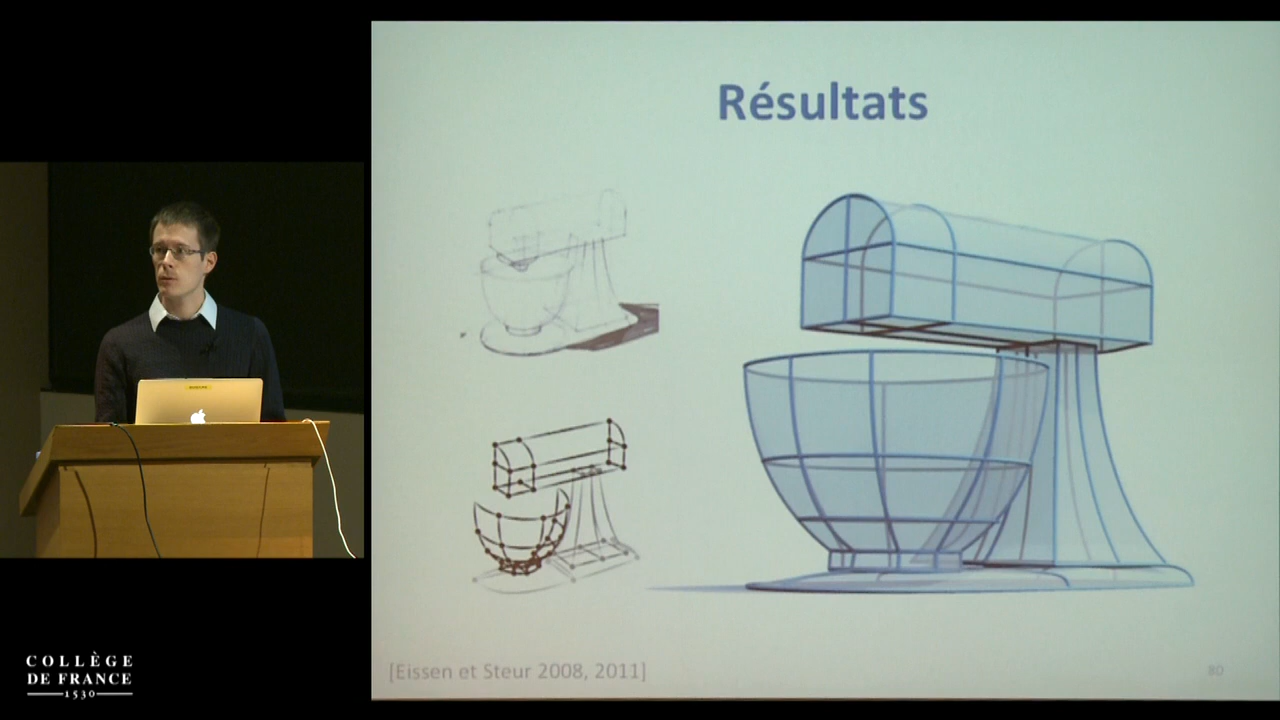 Résultats
[Eissen et Steur 2008, 2011]
80
COLLÈGE
DE FRANCE
1530